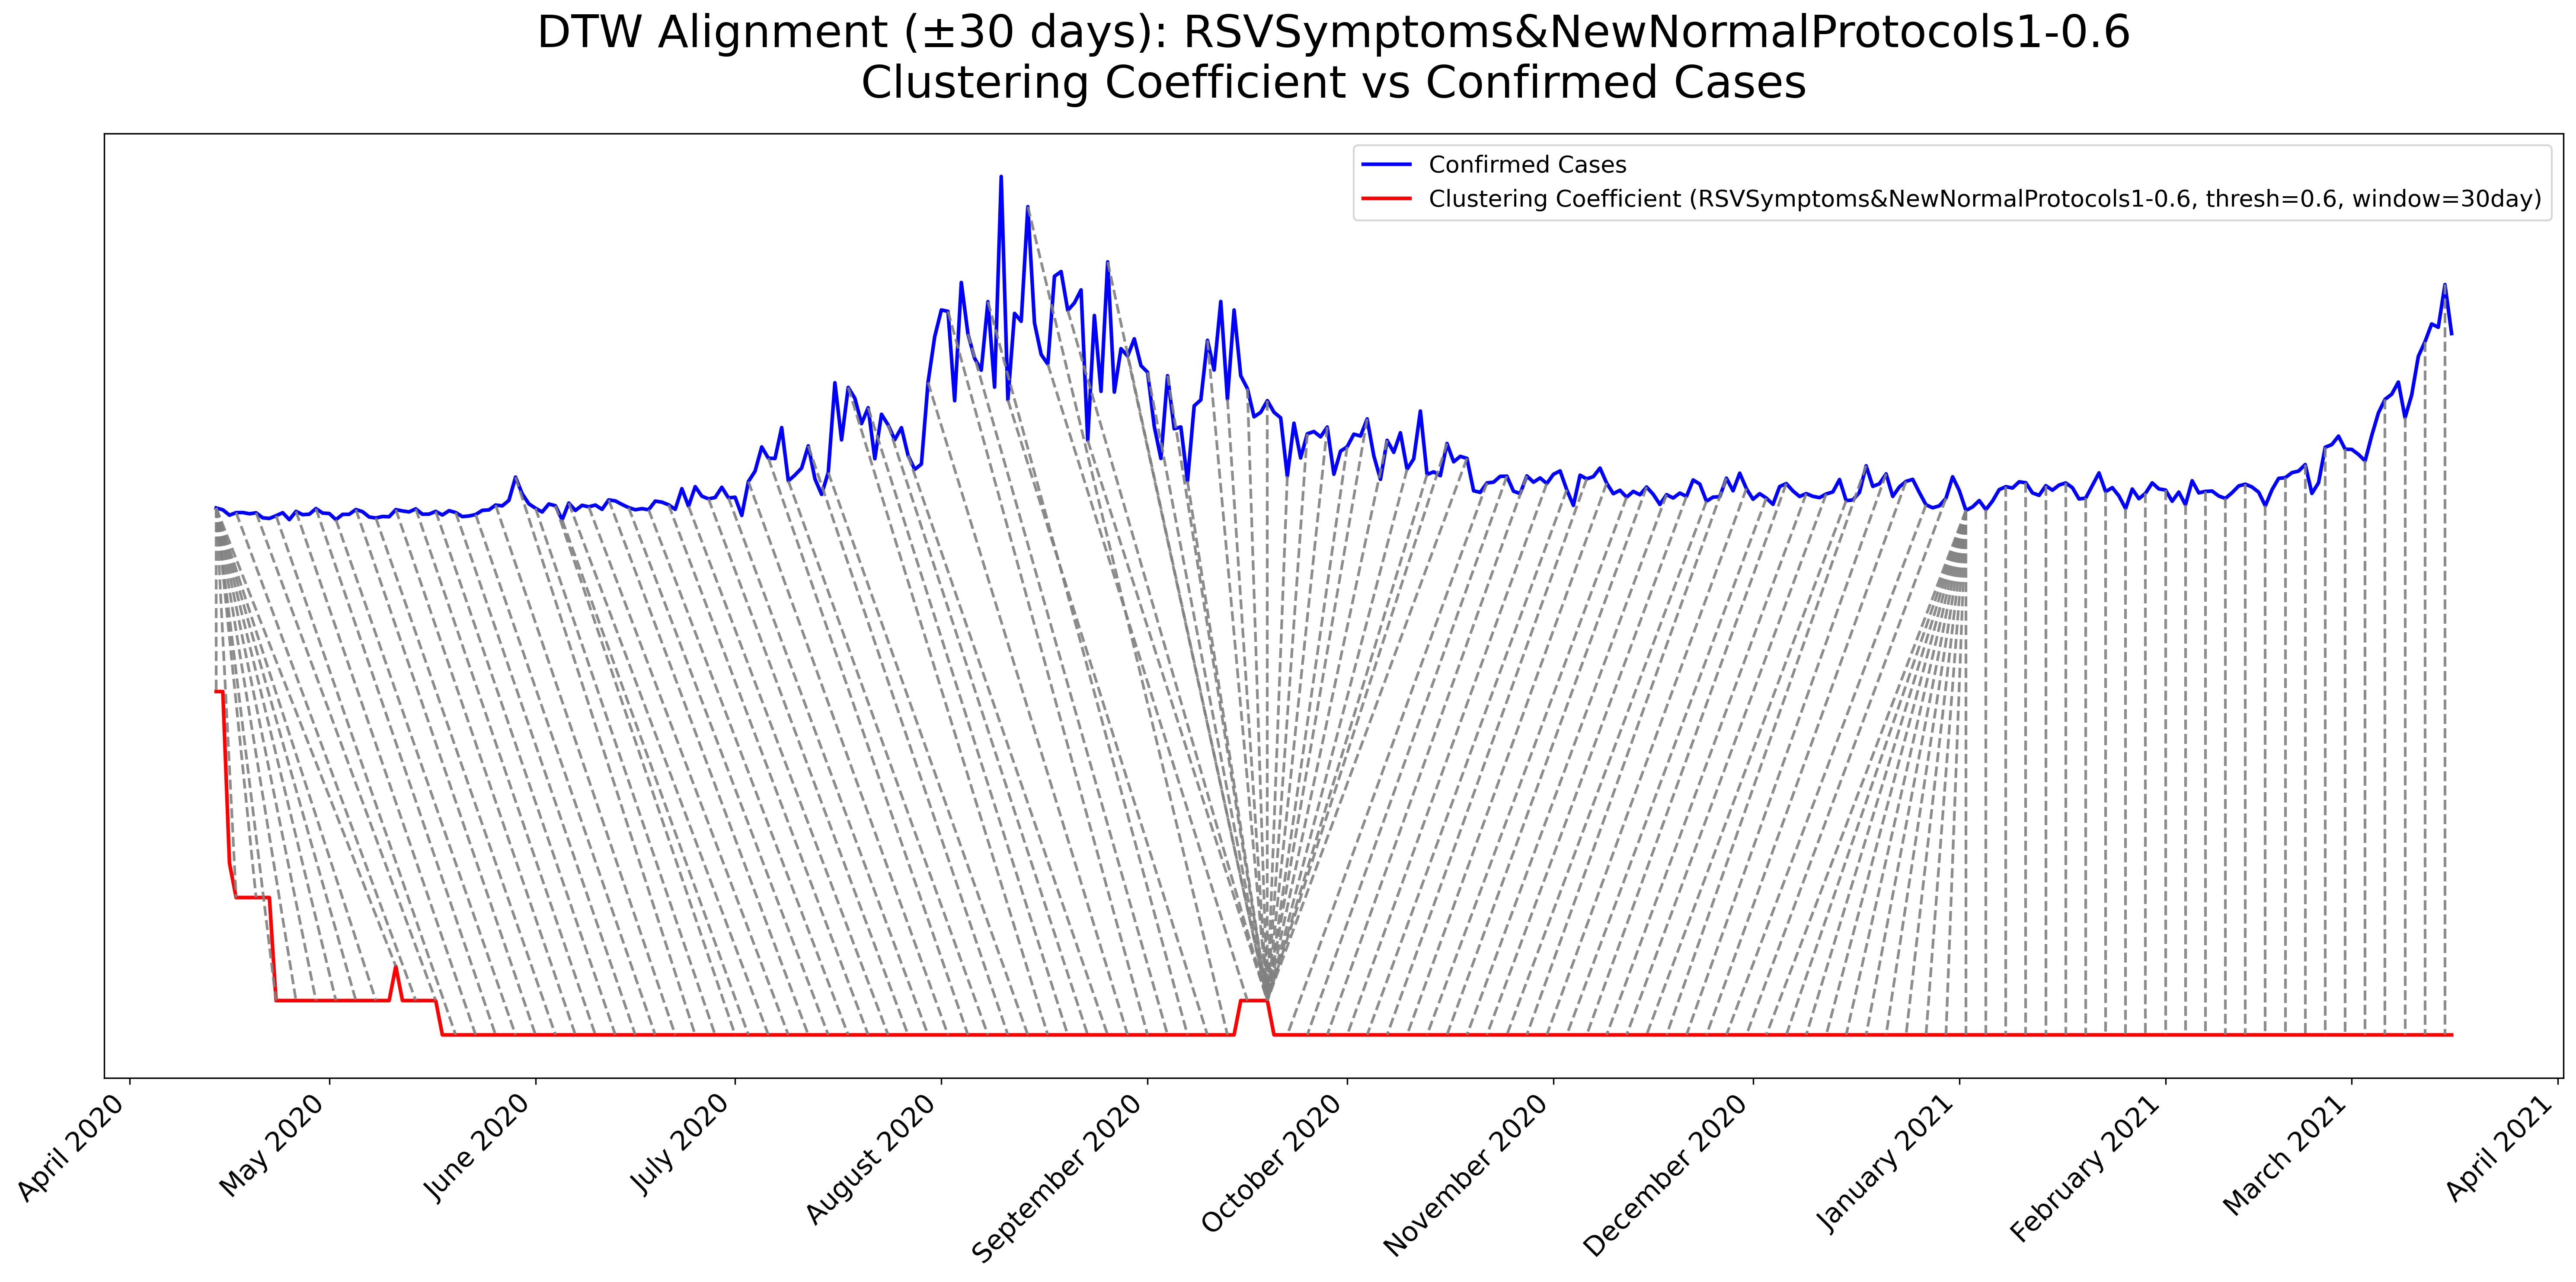 DTW Alignment (±30 days): RSVSymptoms&NewNormalProtocols1-0.6
Clustering Coefficient vs Confirmed Cases
Confirmed Cases
Clustering Coefficient (RSVSymptoms&NewNormalProtocols1-0.6, thresh=0.6, window=30day)
April 2020
May 2020
June 2020
July 2020
August 2020
September 2020
October 2020
November 2020
December 2020
January 2021
February 2021
March 2021
April 2021